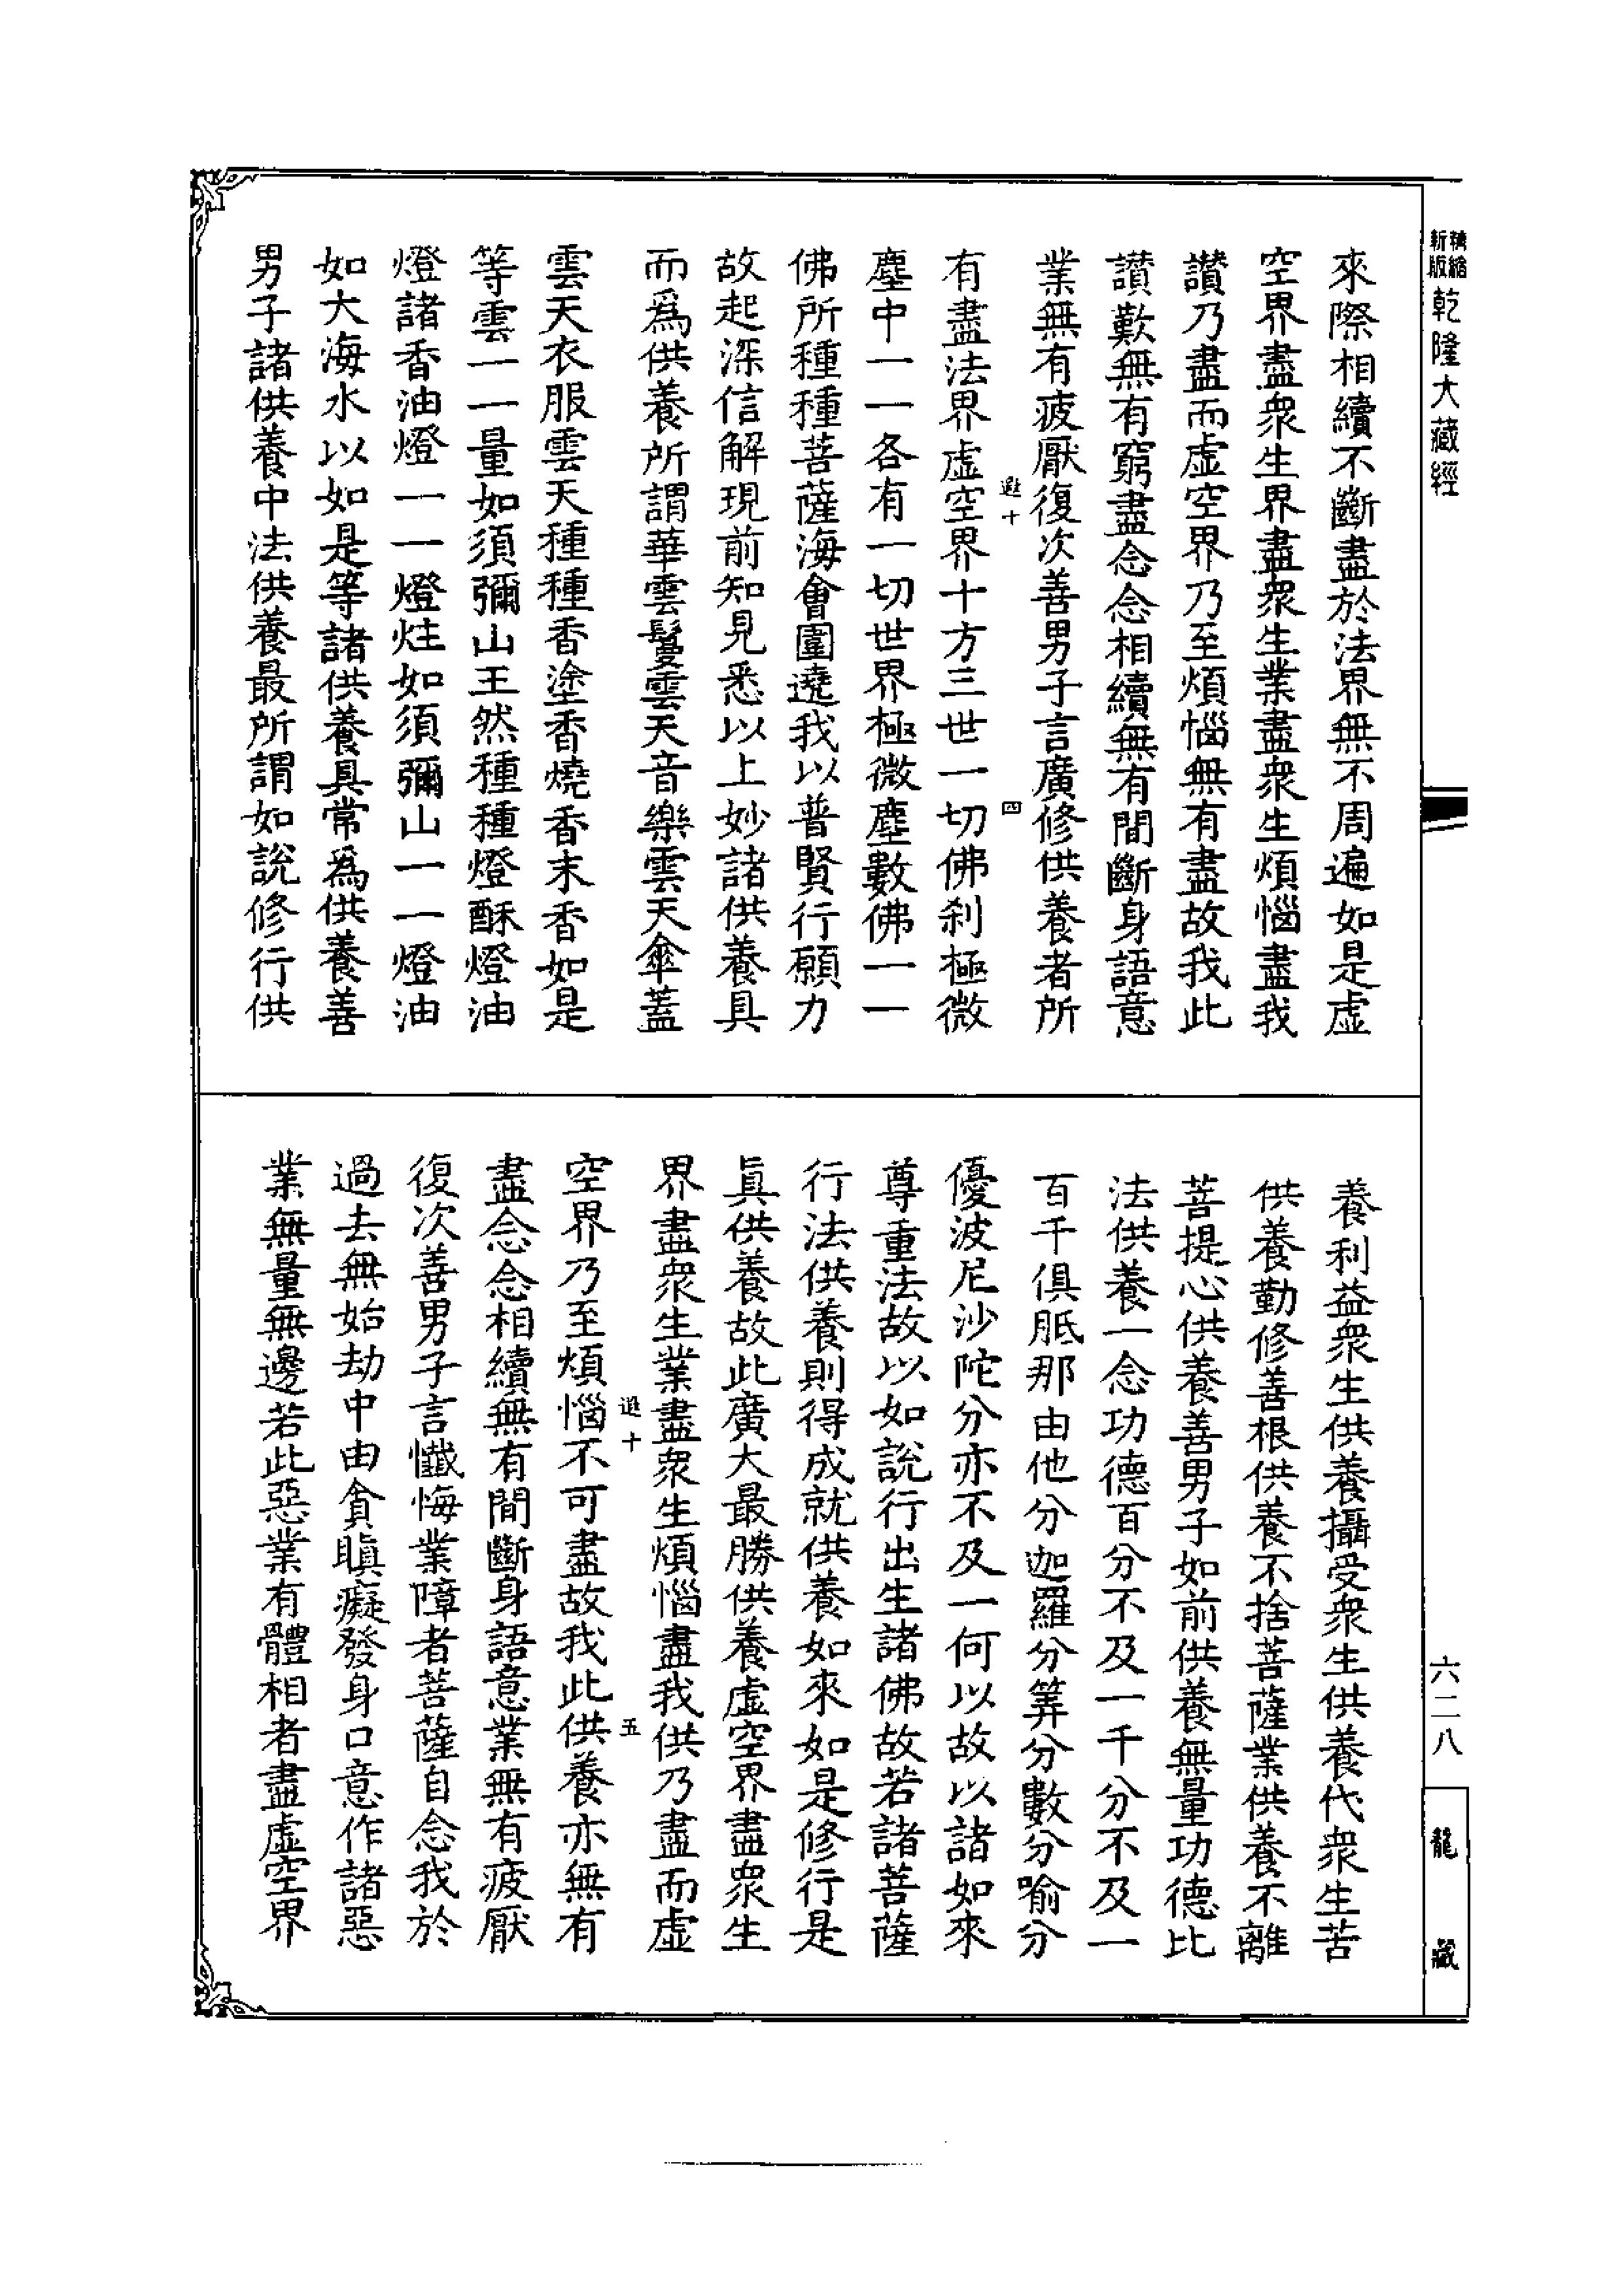 精縮
新版
乾隆大藏經
來際相續不斷盡於法界無不周遍如是虛
空界盡衆生界盡衆生業盡衆生煩惱盡我
讚乃盡而虛空界乃至煩惱無有盡故我此
讚歎無有窮盡念念相續無有間斷身語意
業無有疲厭復次善男子言廣修供養者所
十
四
有盡法界虛空界十方三世一切佛刹極微
塵中一一各有一切世界極微塵數佛一一
佛所種種菩薩海會圍遶我以普賢行願力
故起深信解現前知見悉以上妙諸供養具
而爲供養所謂華雲鬘雲天音樂雲天傘蓋
雲天衣服雲天種種香塗香燒香末香如是
等雲一一量如須彌山王然種種燈酥燈油
燈諸香油燈一一燈炷如須彌山一一燈油
如大海水以如是等諸供養具常爲供養善
男子諸供養中法供養最所謂如說修行供
養利益衆生供養攝受衆生供養代衆生苦
供養勤修善根供養不捨菩薩業供養不離
菩提心供養善男子如前供養無量功德比
法供養一念功德百分不及一千分不及一
百千俱胝那由他分迦羅分筭分數分喻分
優波尼沙陀分亦不及一何以故以諸如來
尊重法故以如說行出生諸佛故若諸菩薩
行法供養則得成就供養如來如是修行是
眞供養故此廣大最勝供養虛空界盡衆生
界盡衆生業盡衆生煩惱盡我供乃盡而虛
十
五
空界乃至煩惱不可盡故我此供養亦無有
盡念念相續無有間斷身語意業無有疲厭
復次善男子言懺悔業障者菩薩自念我於
過去無始劫中由貪瞋癡發身口意作諸惡
業無量無邊若此惡業有體相者盡虛空界
六二八
龍藏